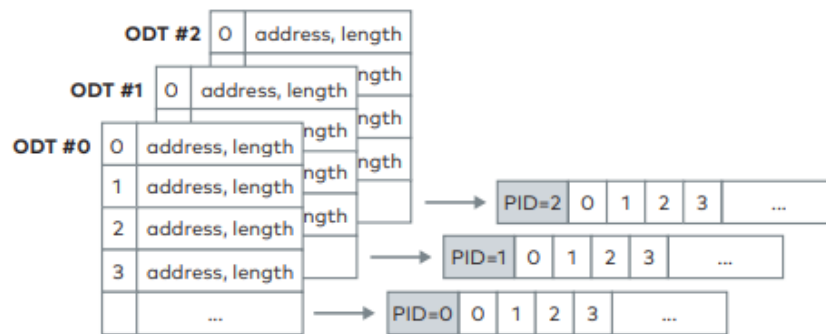 ODT #2 0 address, length
ngth
ODT #1 0 address, length
ngth
ngth
ODT #0 0 address, length
ngth
ngth
1 address, length
ngth
PID=2 0 1 2 3 ...
2 address, length
ngth
3 address, length
PID=1 0 1 2 3 ...
... PID=0 0 1 2 3 ...